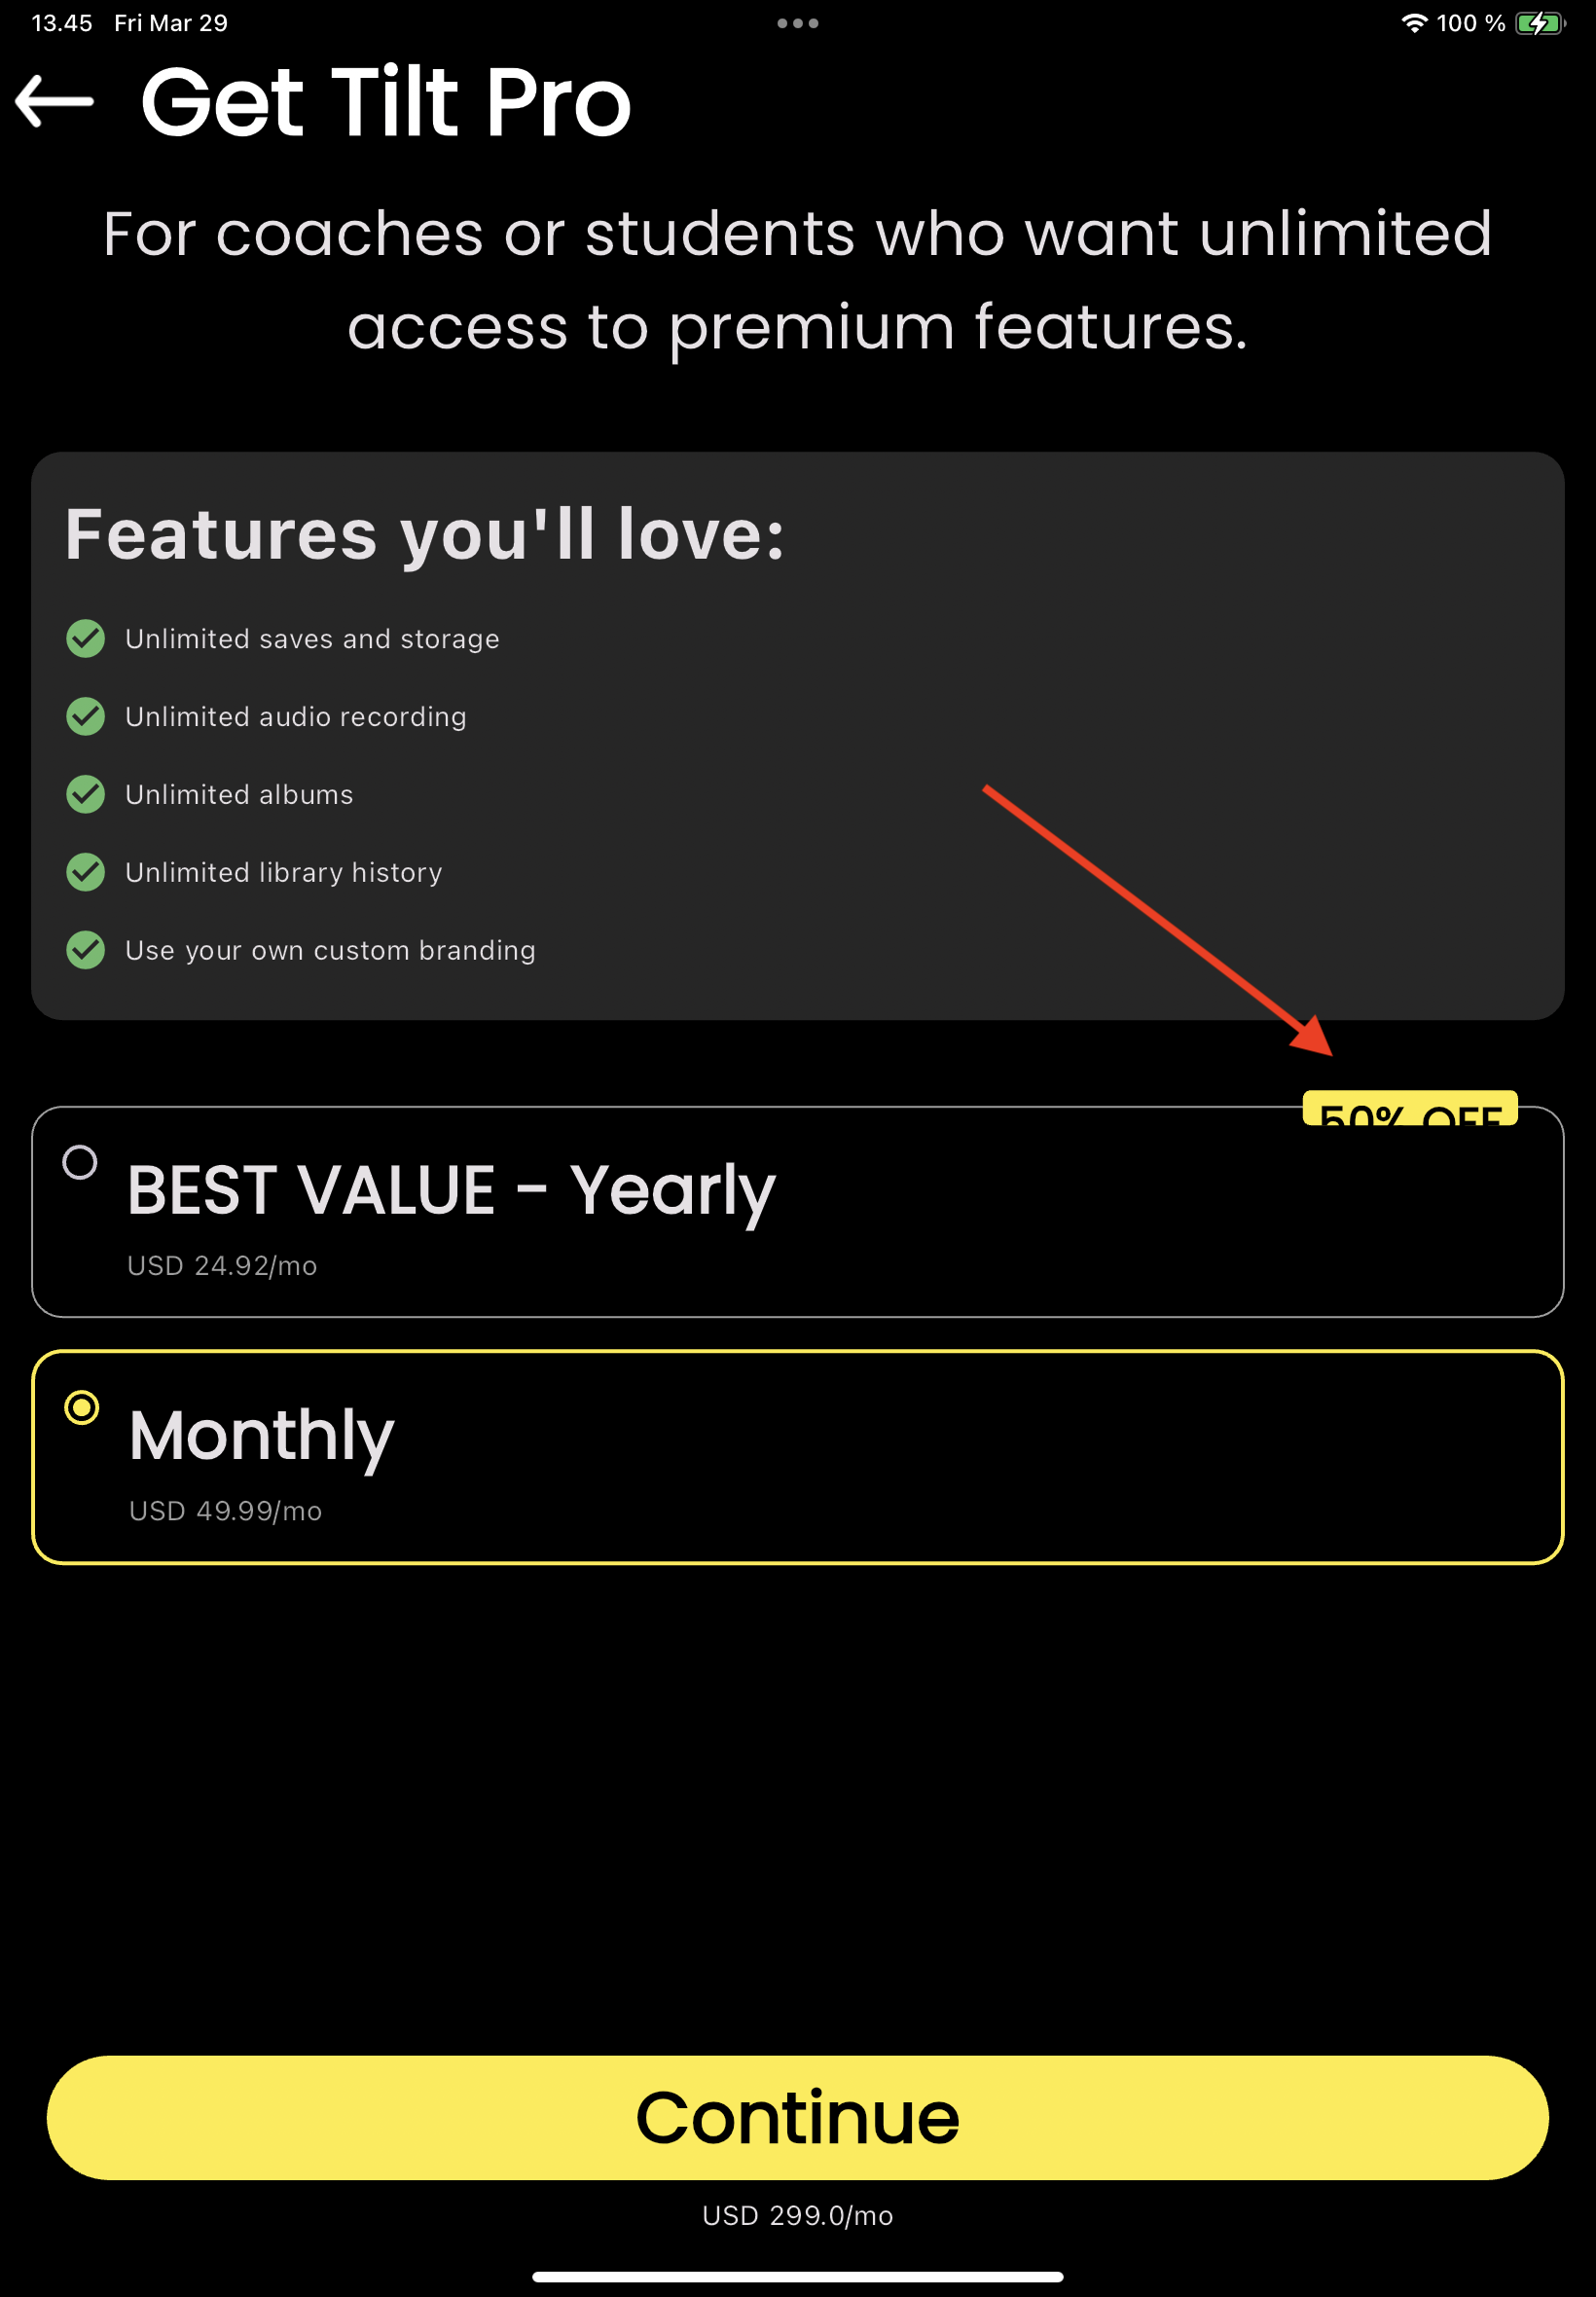 13.45 Fri Mar 29
100 %
Get Tilt Pro
For coaches or students who want unlimited
access to premium features.
Features you'll love:
Unlimited saves and storage
Unlimited audio recording
Unlimited albums
Unlimited library history
Use your own custom branding
50% OFF
BEST VALUE - Yearly
USD 24.92/mo
Monthly
USD 49.99/mo
Continue
USD 299.0/mo